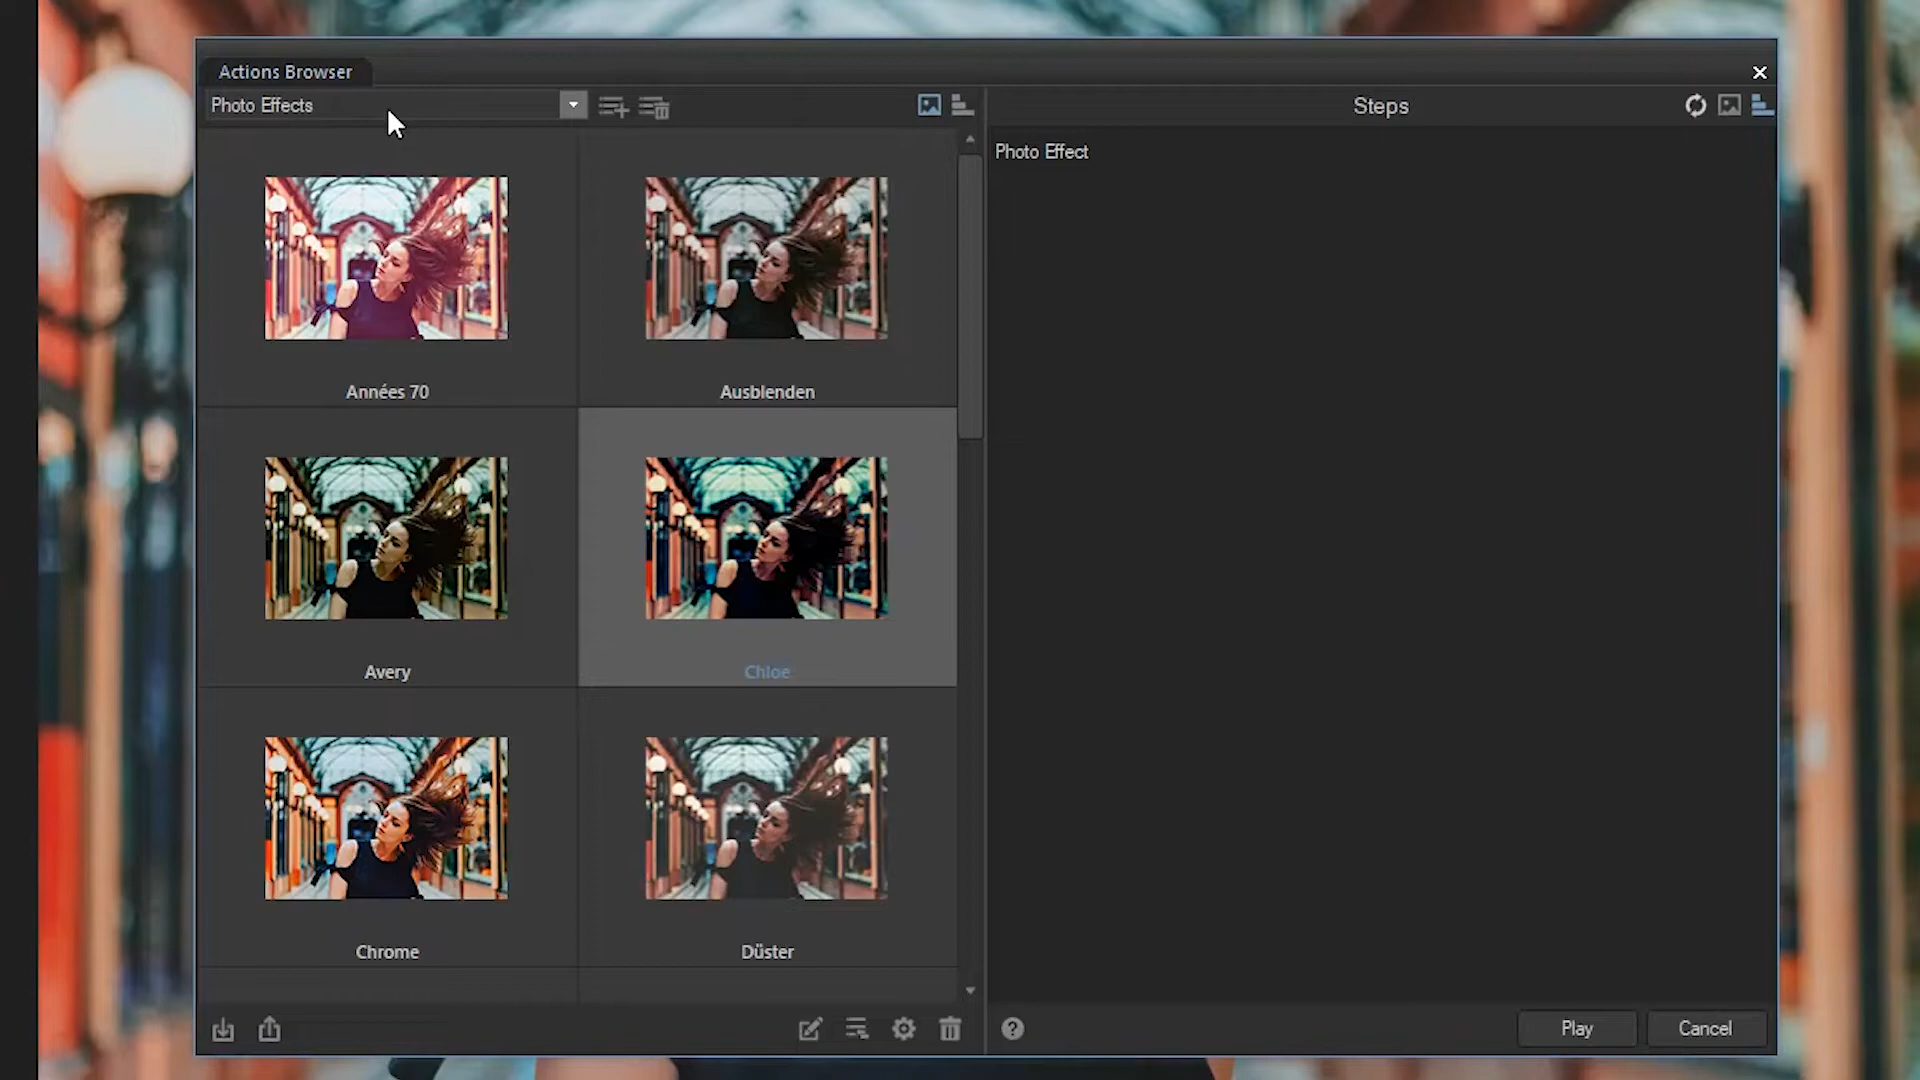 Actions Browser
Photo Effects
Steps
Photo Effect
Années 70
Ausblenden
Avery
Chloe
Chrome
Düster
Play
Cancel